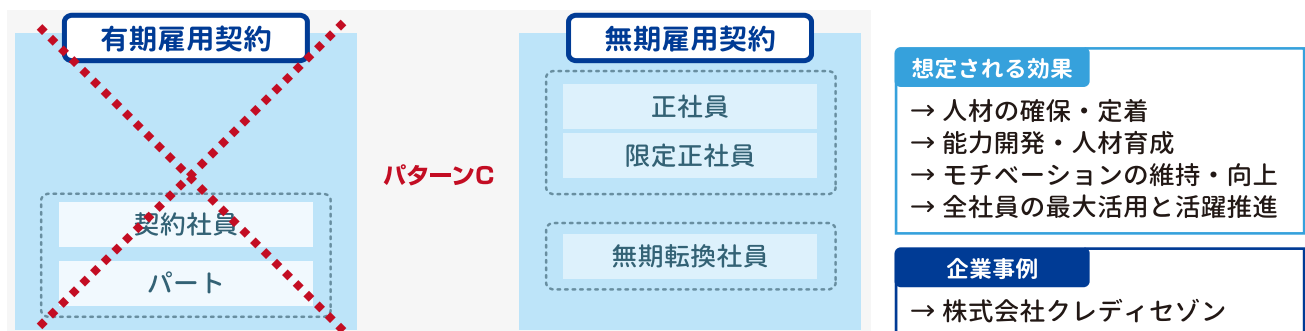 有期雇用契約
契約社員
パート
パターンC
無期雇用契約
正社員
限定正社員
無期転換社員
想定される効果
→ 人材の確保・定着
→ 能力開発・人材育成
→ モチベーションの維持・向上
→ 全社員の最大活用と活躍推進
企業事例
→ 株式会社クレディセゾン